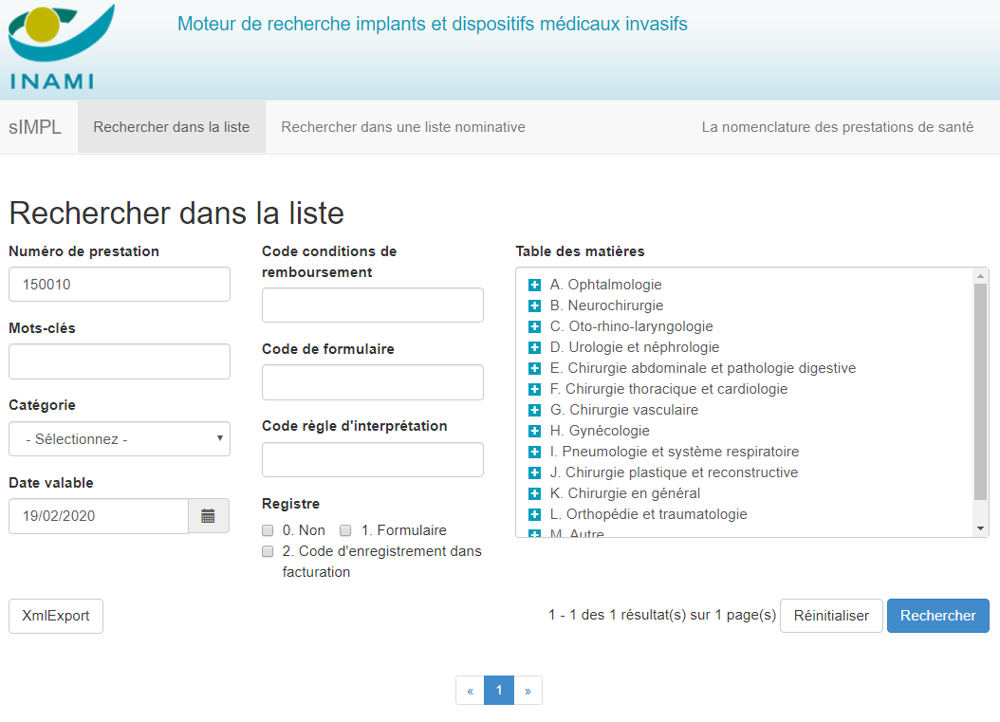 Moteur de recherche implants et dispositifs médicaux invasifs
INAMI
sIMPL
Rechercher dans la liste
Rechercher dans une liste nominative
La nomenclature des prestations de santé
Rechercher dans la liste
Numéro de prestation
150010
Mots-clés
Catégorie
- Sélectionnez -
Date valable
19/02/2020
Code conditions de
remboursement
Code de formulaire
Code règle d'interprétation
Registre
0. Non
1. Formulaire
2. Code d'enregistrement dans
facturation
Table des matières
A. Ophtalmologie
B. Neurochirurgie
C. Oto-rhino-laryngologie
D. Urologie et néphrologie
E. Chirurgie abdominale et pathologie digestive
F. Chirurgie thoracique et cardiologie
G. Chirurgie vasculaire
H. Gynécologie
I. Pneumologie et système respiratoire
J. Chirurgie plastique et reconstructive
K. Chirurgie en général
L. Orthopédie et traumatologie
M. Autre
XmlExport
1 - 1 des 1 résultat(s) sur 1 page(s)
Réinitialiser
Rechercher
« 1 »